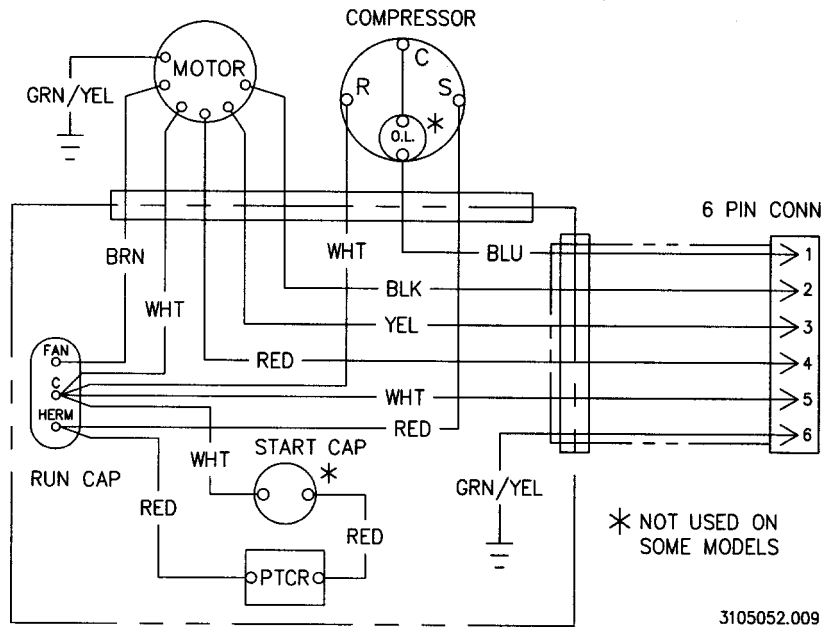 COMPRESSOR
MOTOR
C
R
S
GRN/YEL
O.L.
*
6 PIN CONN
BRN
WHT
BLU
1
BLK
2
WHT
YEL
3
FAN
RED
4
C
WHT
5
HERM
RED
6
RUN CAP
WHT
START CAP
*
GRN/YEL
RED
RED
* NOT USED ON
SOME MODELS
PTCR
3105052.009